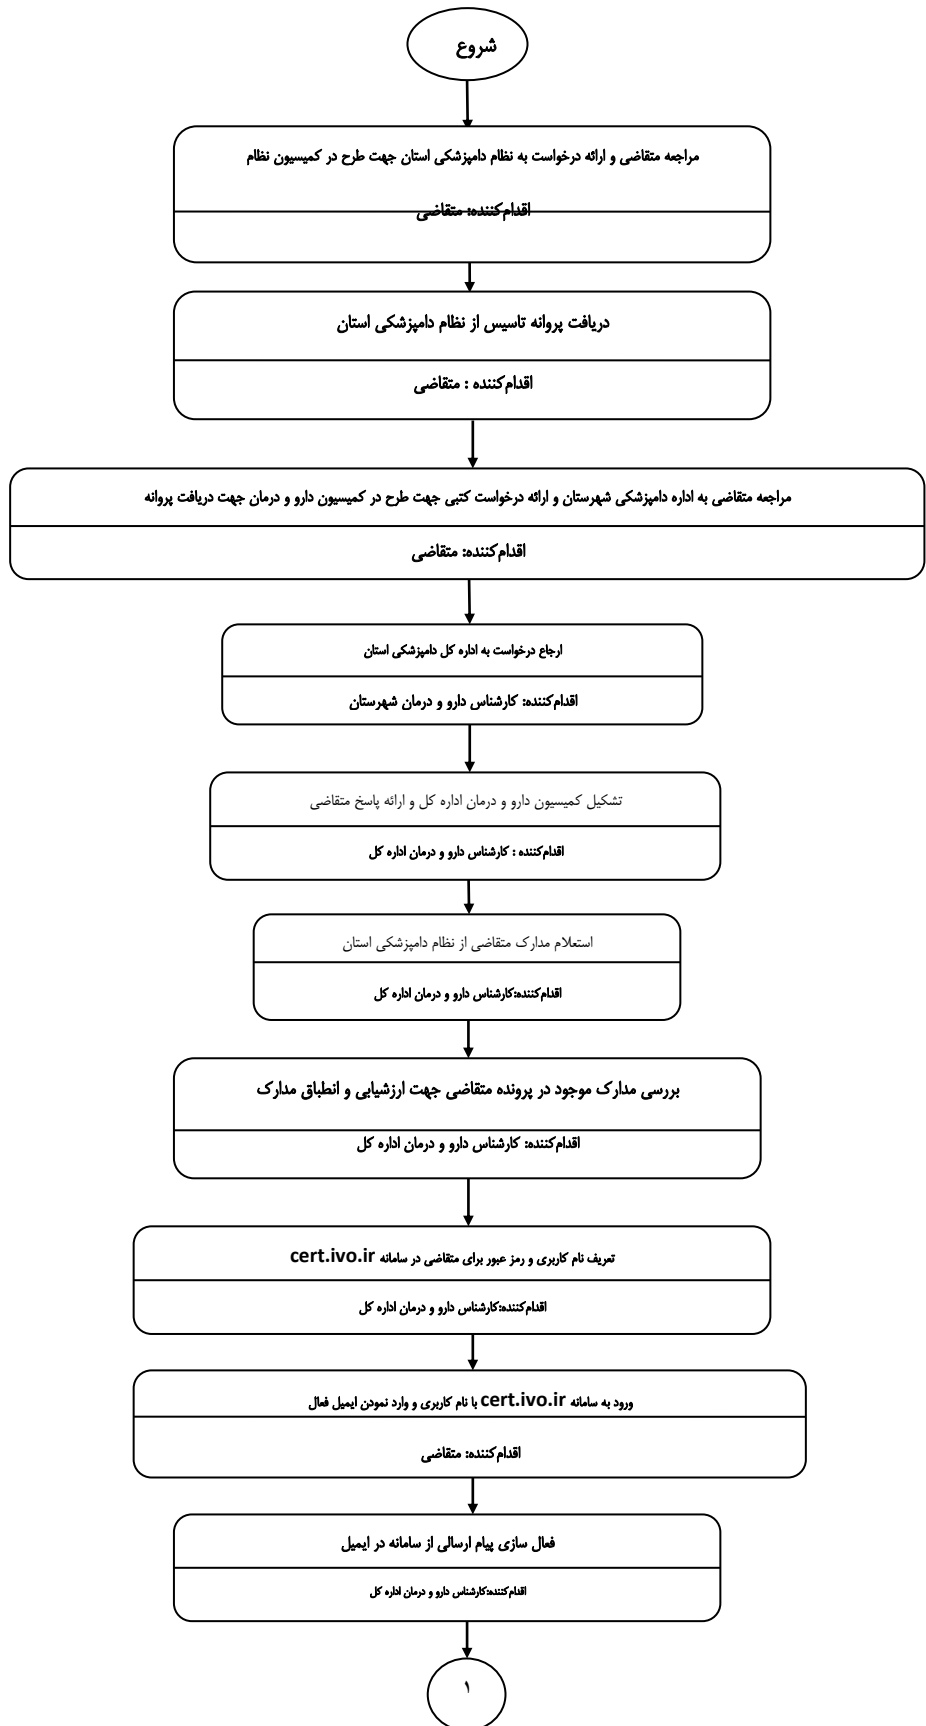 شروع
مراجعه متقاضی و ارائه درخواست به نظام دامپزشکی استان جهت طرح در کمیسیون نظام
اقدام‌کننده: متقاضی
دریافت پروانه تاسیس از نظام دامپزشکی استان
اقدام‌کننده : متقاضی
مراجعه متقاضی به اداره دامپزشکی شهرستان و ارائه درخواست کتبی جهت طرح در کمیسیون دارو و درمان جهت دریافت پروانه
اقدام‌کننده: متقاضی
ارجاع درخواست به اداره کل دامپزشکی استان
اقدام‌کننده: کارشناس دارو و درمان شهرستان
تشکیل کمیسیون دارو و درمان اداره کل و ارائه پاسخ متقاضی
اقدام‌کننده : کارشناس دارو و درمان اداره کل
استعلام مدارک متقاضی از نظام دامپزشکی استان
اقدام‌کننده:کارشناس دارو و درمان اداره کل
بررسی مدارک موجود در پرونده متقاضی جهت ارزشیابی و انطباق مدارک
اقدام‌کننده: کارشناس دارو و درمان اداره کل
تعریف نام کاربری و رمز عبور برای متقاضی در سامانه cert.ivo.ir
اقدام‌کننده:کارشناس دارو و درمان اداره کل
ورود به سامانه cert.ivo.ir با نام کاربری و وارد نمودن ایمیل فعال
اقدام‌کننده: متقاضی
فعال سازی پیام ارسالی از سامانه در ایمیل
اقدام‌کننده:کارشناس دارو و درمان اداره کل
۱